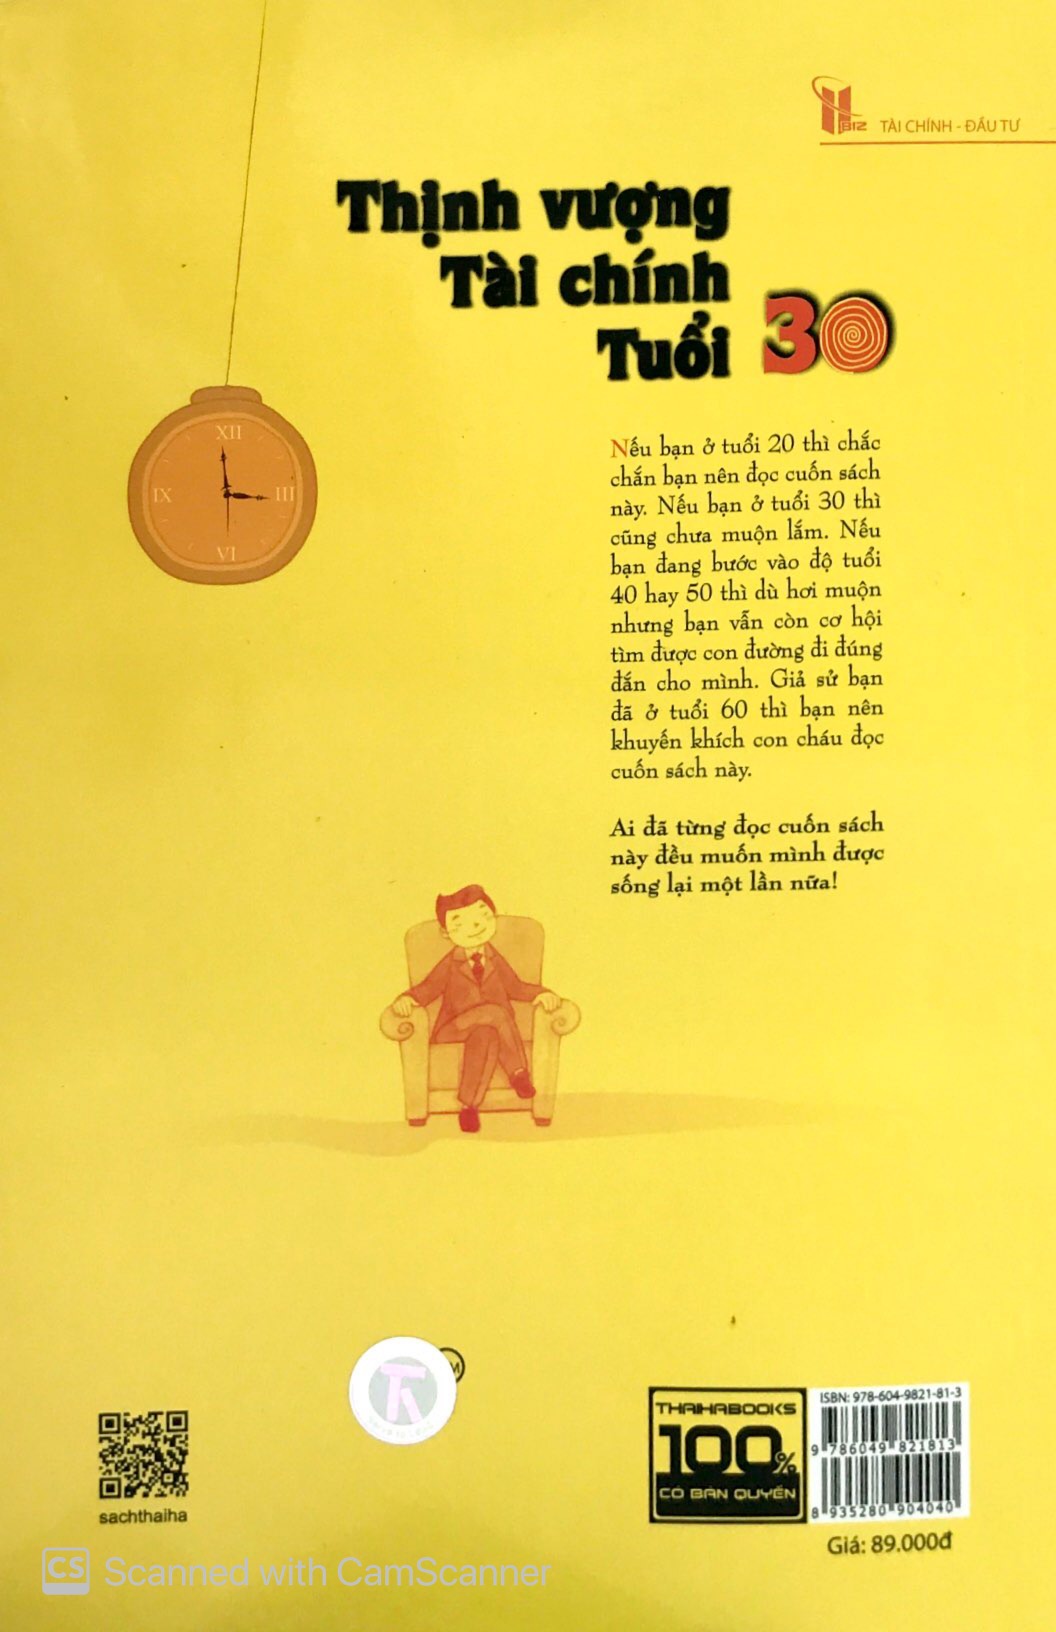 BIZ TÀI CHÍNH - ĐẦU TƯ
Thịnh vượng
Tài chính
Tuổi 30
XII
IX
III
VI
Nếu bạn ở tuổi 20 thì chắc
chắn bạn nên đọc cuốn sách
này. Nếu bạn ở tuổi 30 thì
cũng chưa muộn lắm. Nếu
bạn đang bước vào độ tuổi
40 hay 50 thì dù hơi muộn
nhưng bạn vẫn còn cơ hội
tìm được con đường đi đúng
đắn cho mình. Giả sử bạn
đã ở tuổi 60 thì bạn nên
khuyến khích con cháu đọc
cuốn sách này.
Ai đã từng đọc cuốn sách
này đều muốn mình được
sống lại một lần nữa!
sachthaiha
THAIHABOOKS
100%
CÓ BẢN QUYỀN
ISBN: 978-604-9821-81-3
9 786049 821813
8 935280 904040
Giá: 89.000đ
CS Scanned with CamScanner